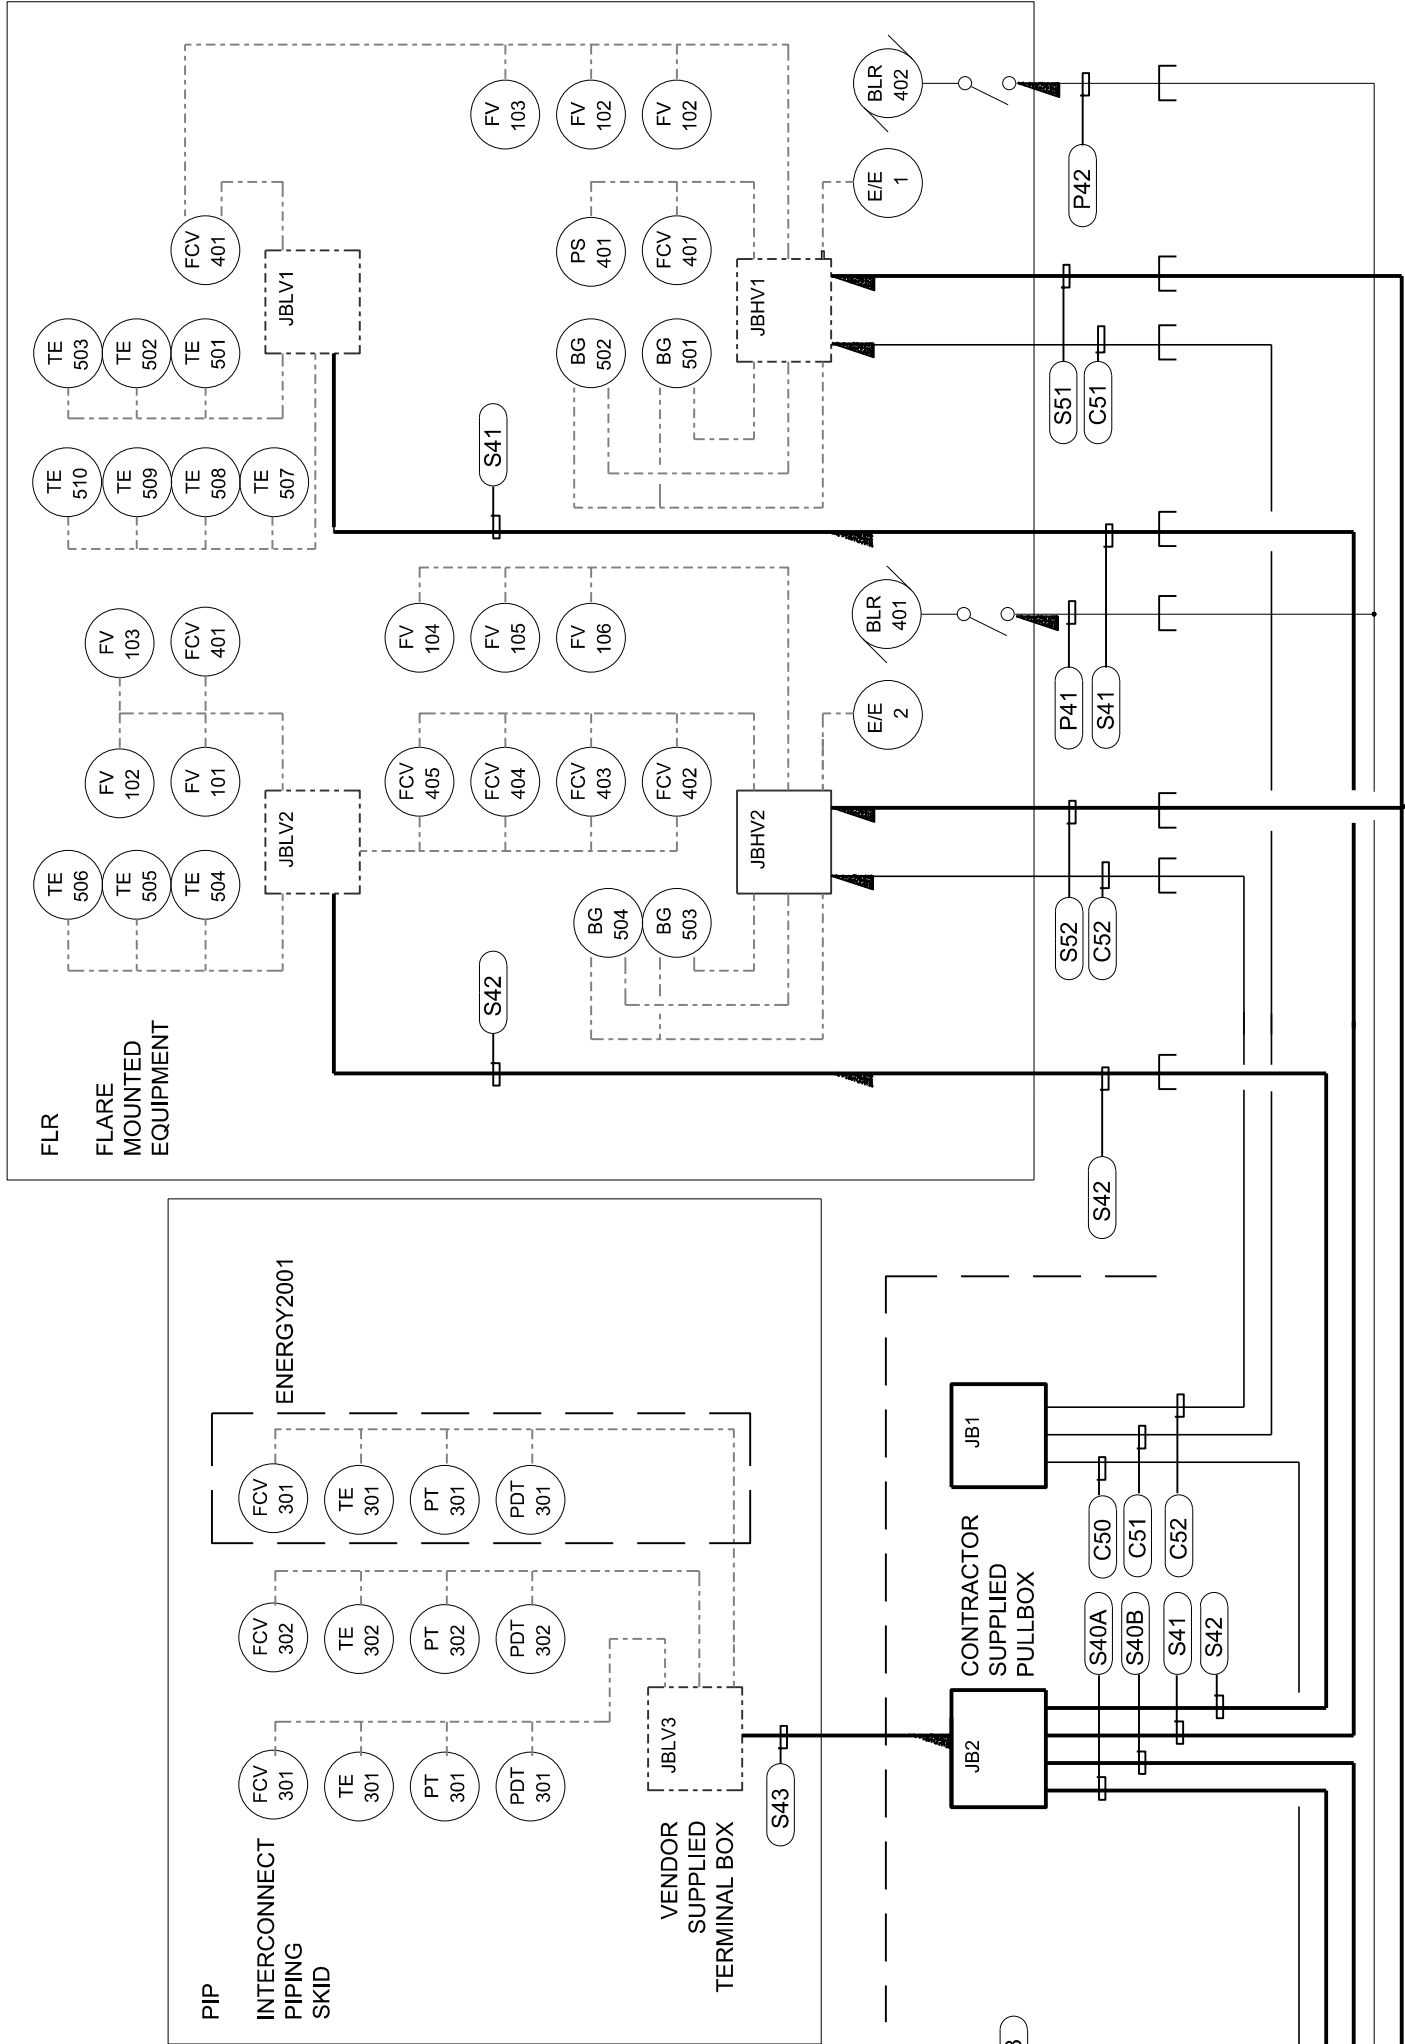 FLR
FLARE
MOUNTED
EQUIPMENT
TE
506
TE
505
TE
504
FV
102
FV
101
FV
103
FCV
401
JBLV2
TE
510
TE
509
TE
508
TE
507
TE
503
TE
502
TE
501
FCV
401
JBLV1
S42
S41
FCV
405
FCV
404
FCV
403
FCV
402
FV
104
FV
105
FV
106
BG
504
BG
503
JBHV2
BG
502
BG
501
PS
401
FCV
401
JBHV1
FV
103
FV
102
FV
102
E/E
2
BLR
401
E/E
1
BLR
402
S42
S52
C52
P41
S41
S51
C51
P42
PIP
INTERCONNECT
PIPING
SKID
FCV
301
TE
301
PT
301
PDT
301
FCV
302
TE
302
PT
302
PDT
302
FCV
301
TE
301
PT
301
PDT
301
ENERGY2001
VENDOR
SUPPLIED
TERMINAL BOX
JBLV3
S43
JB2
CONTRACTOR
SUPPLIED
PULLBOX
JB1
S40A
S40B
S41
S42
C50
C51
C52